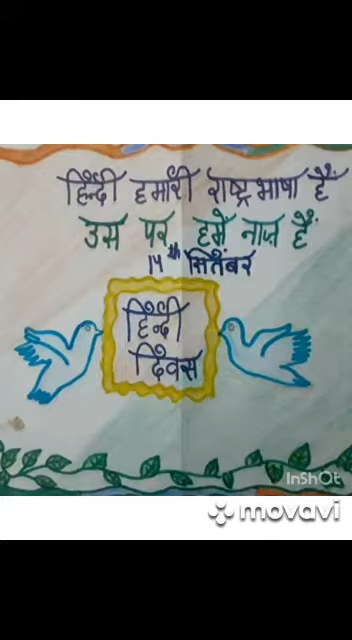 हिन्दी हमारी राष्ट्रभाषा हैं
उस पर हमें नाज़ हैं
14th सितंबर
हिन्दी
दिवस
InShOt
movavi